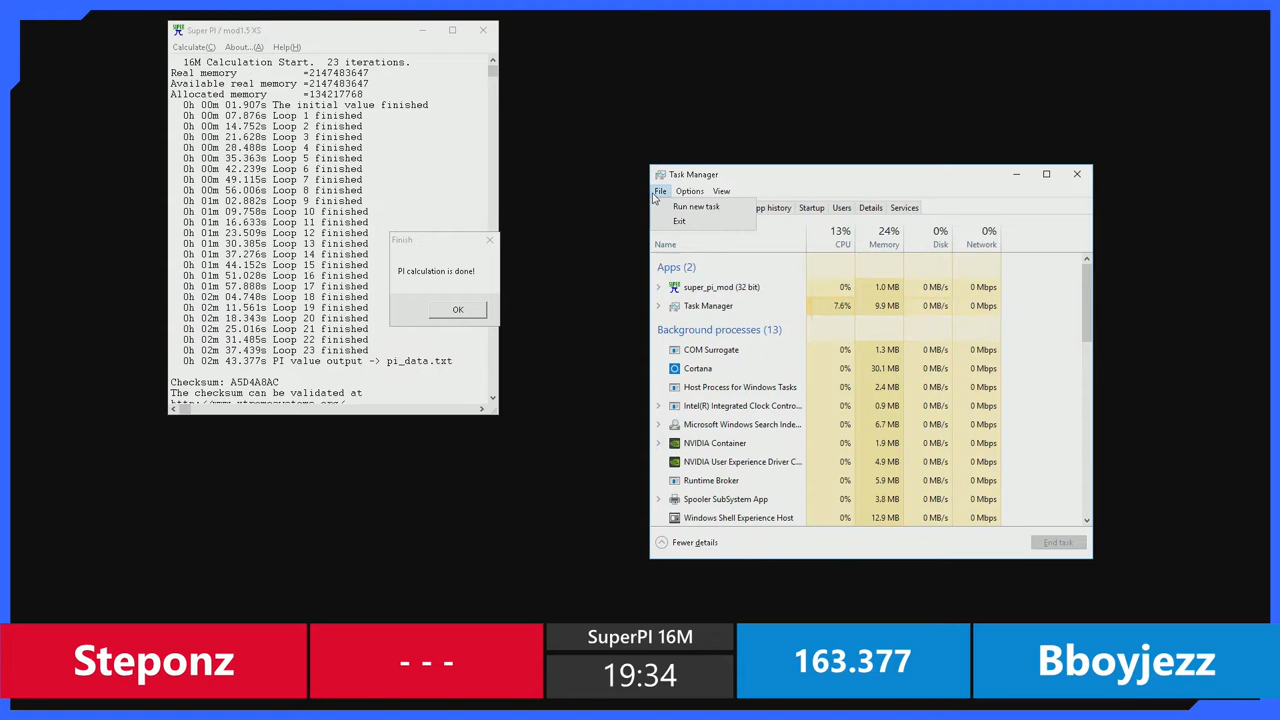 Super PI / mod1.5 XS
Calculate(C) About...(A) Help(H)
16M Calculation Start. 23 iterations.
Real memory =2147483647
Available real memory =2147483647
Allocated memory =134217768
0h 00m 01.907s The initial value finished
0h 00m 07.876s Loop 1 finished
0h 00m 14.752s Loop 2 finished
0h 00m 21.628s Loop 3 finished
0h 00m 28.488s Loop 4 finished
0h 00m 35.363s Loop 5 finished
0h 00m 42.239s Loop 6 finished
0h 00m 49.115s Loop 7 finished
0h 00m 56.006s Loop 8 finished
0h 01m 02.897s Loop 9 finished
0h 01m 09.758s Loop 10 finished
0h 01m 16.633s Loop 11 finished
0h 01m 23.509s Loop 12 finished
0h 01m 30.385s Loop 13 finished
0h 01m 37.276s Loop 14 finished
0h 01m 44.152s Loop 15 finished
0h 01m 51.028s Loop 16 finished
0h 01m 57.888s Loop 17 finished
0h 02m 04.748s Loop 18 finished
0h 02m 11.561s Loop 19 finished
0h 02m 18.343s Loop 20 finished
0h 02m 25.016s Loop 21 finished
0h 02m 31.485s Loop 22 finished
0h 02m 37.439s Loop 23 finished
0h 02m 43.377s PI value output -> pi_data.txt
Checksum: A5D4A8AC
The checksum can be validated at
Finish
PI calculation is done!
OK
Task Manager
File Options View
Run new task
Exit
pp history Startup Users Details Services
13% 24% 0% 0%
Name CPU Memory Disk Network
Apps (2)
super_pi_mod (32 bit) 0% 1.0 MB 0 MB/s 0 Mbps
Task Manager 7.6% 9.9 MB 0 MB/s 0 Mbps
Background processes (13)
COM Surrogate 0% 1.3 MB 0 MB/s 0 Mbps
Cortana 0% 30.1 MB 0 MB/s 0 Mbps
Host Process for Windows Tasks 0% 2.4 MB 0 MB/s 0 Mbps
Intel(R) Integrated Clock Contro... 0% 0.9 MB 0 MB/s 0 Mbps
Microsoft Windows Search Inde... 0% 6.7 MB 0 MB/s 0 Mbps
NVIDIA Container 0% 1.9 MB 0 MB/s 0 Mbps
NVIDIA User Experience Driver C... 0% 4.9 MB 0 MB/s 0 Mbps
Runtime Broker 0% 5.9 MB 0 MB/s 0 Mbps
Spooler SubSystem App 0% 3.8 MB 0 MB/s 0 Mbps
Windows Shell Experience Host 0% 12.9 MB 0 MB/s 0 Mbps
Fewer details
End task
Steponz
- - -
SuperPI 16M
19:34
163.377
Bboyjezz